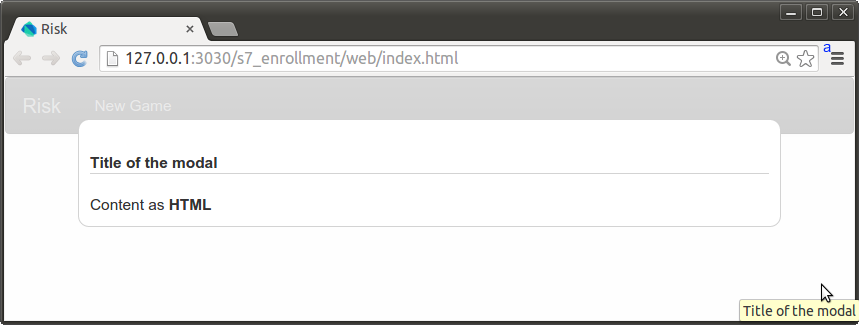 Risk
127.0.0.1:3030/s7_enrollment/web/index.html
a
Risk New Game
Title of the modal
Content as HTML
Title of the modal